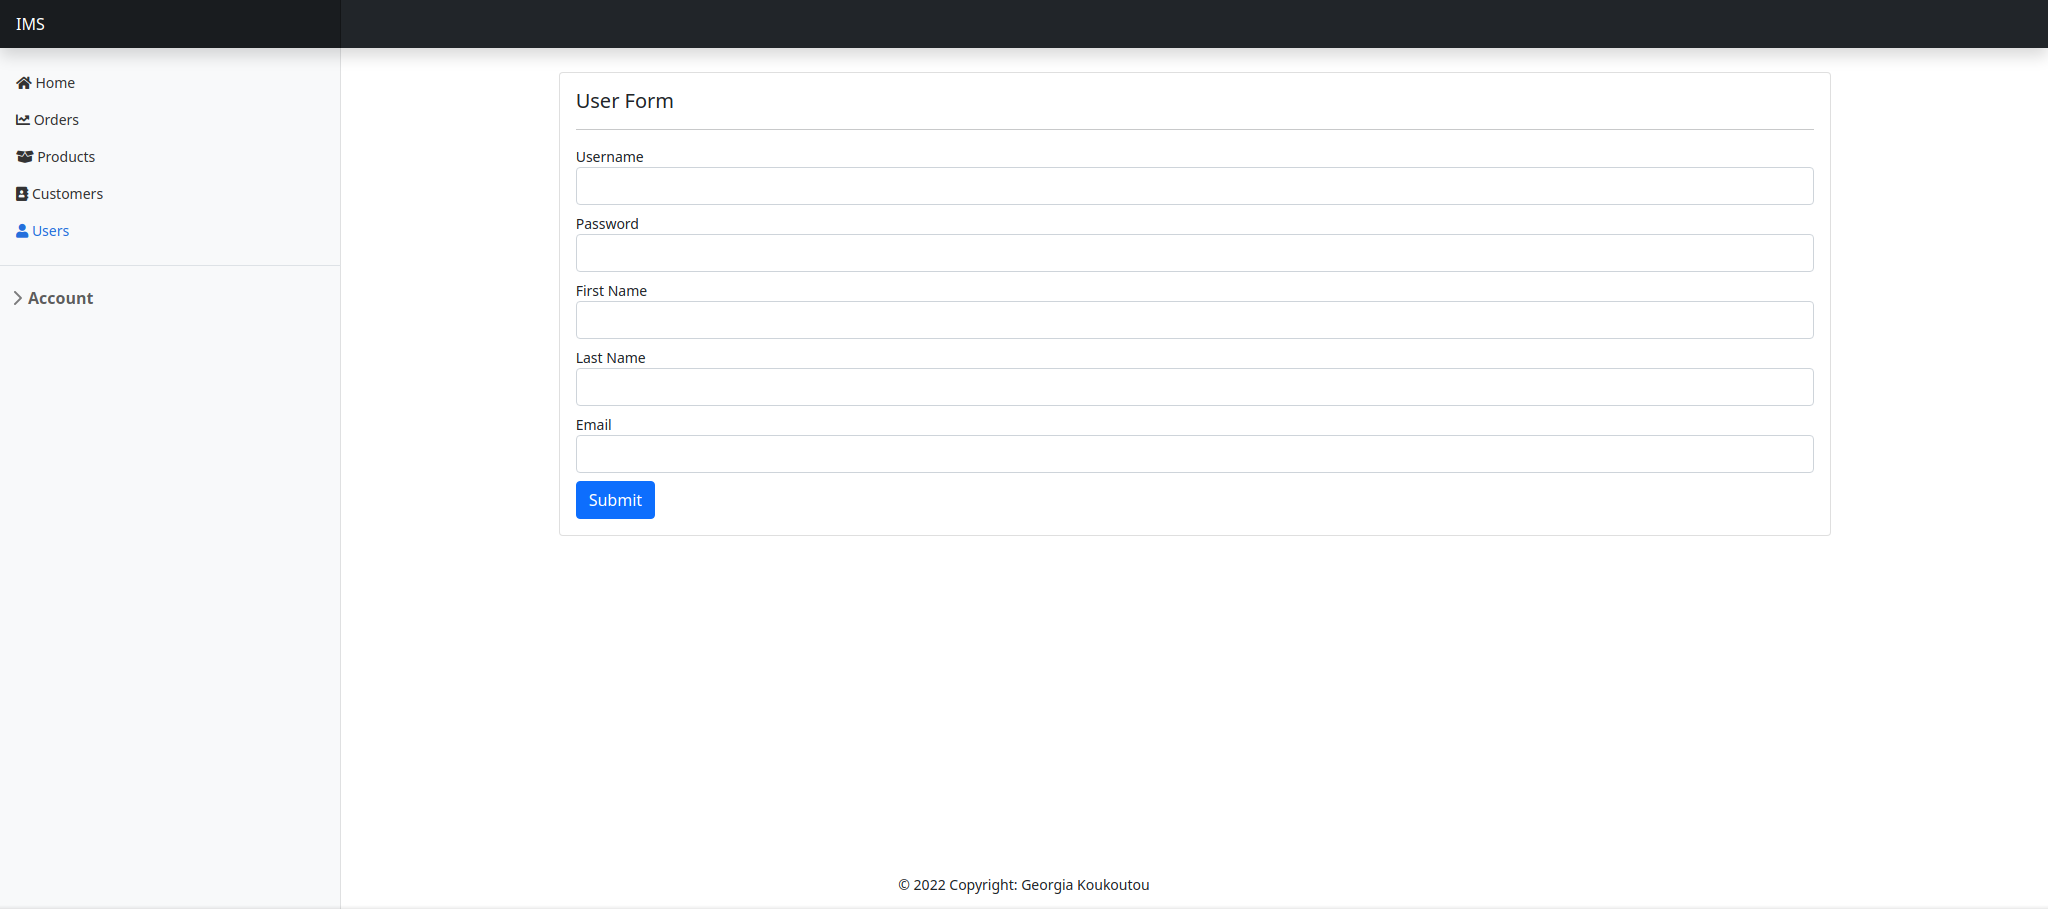 IMS
Home
Orders
Products
Customers
Users
Account
User Form
Username
Password
First Name
Last Name
Email
Submit
© 2022 Copyright: Georgia Koukoutou